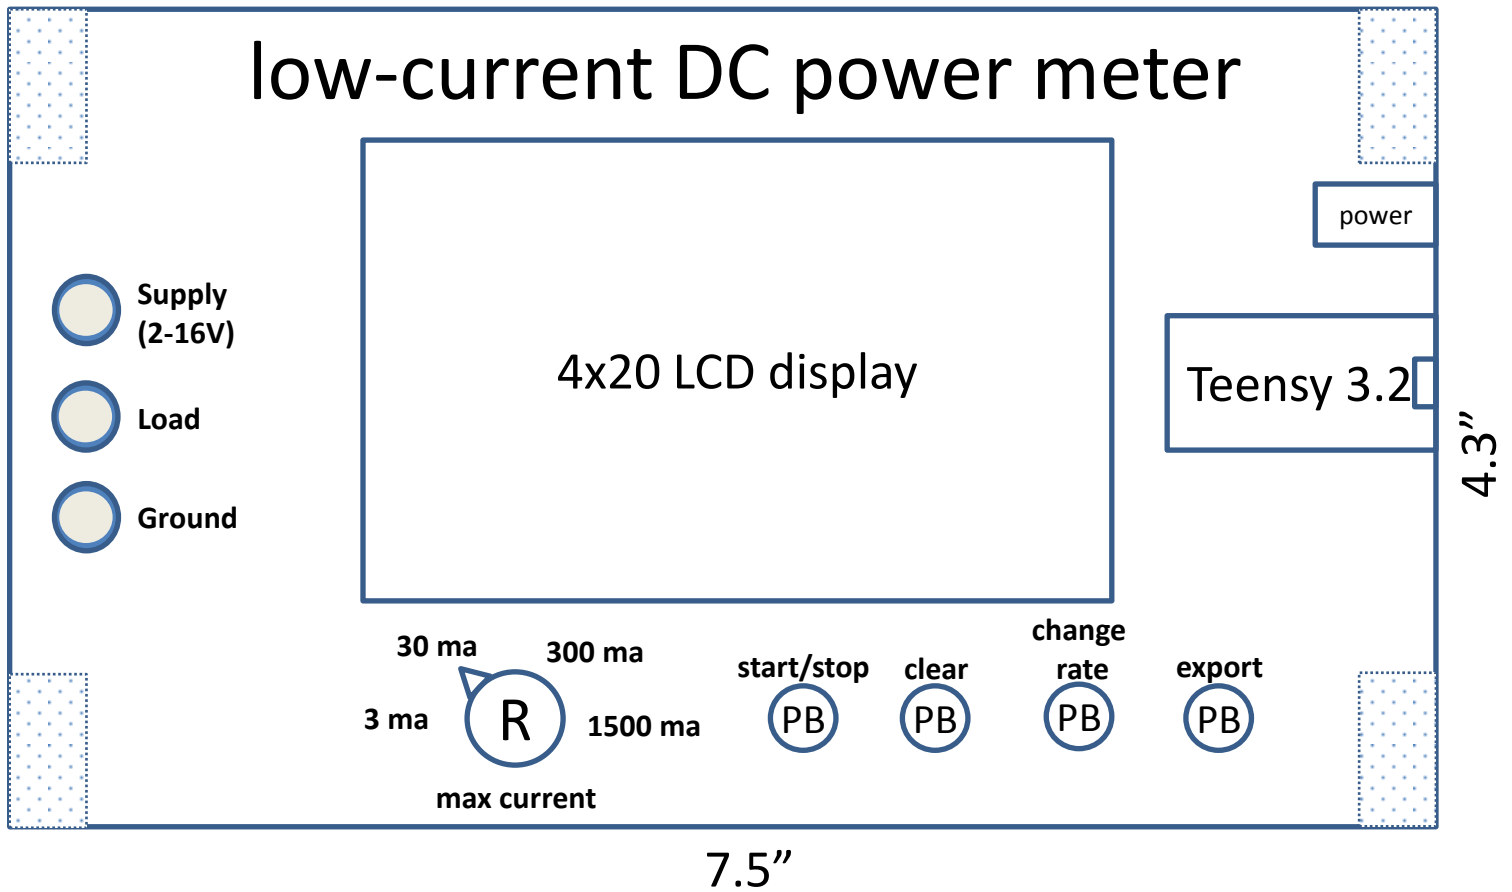 low-current DC power meter
power
Supply
(2-16V)
4x20 LCD display
Teensy 3.2
Load
4.3”
Ground
30 ma
300 ma
3 ma
R
1500 ma
max current
start/stop
PB
clear
PB
change
rate
PB
export
PB
7.5”